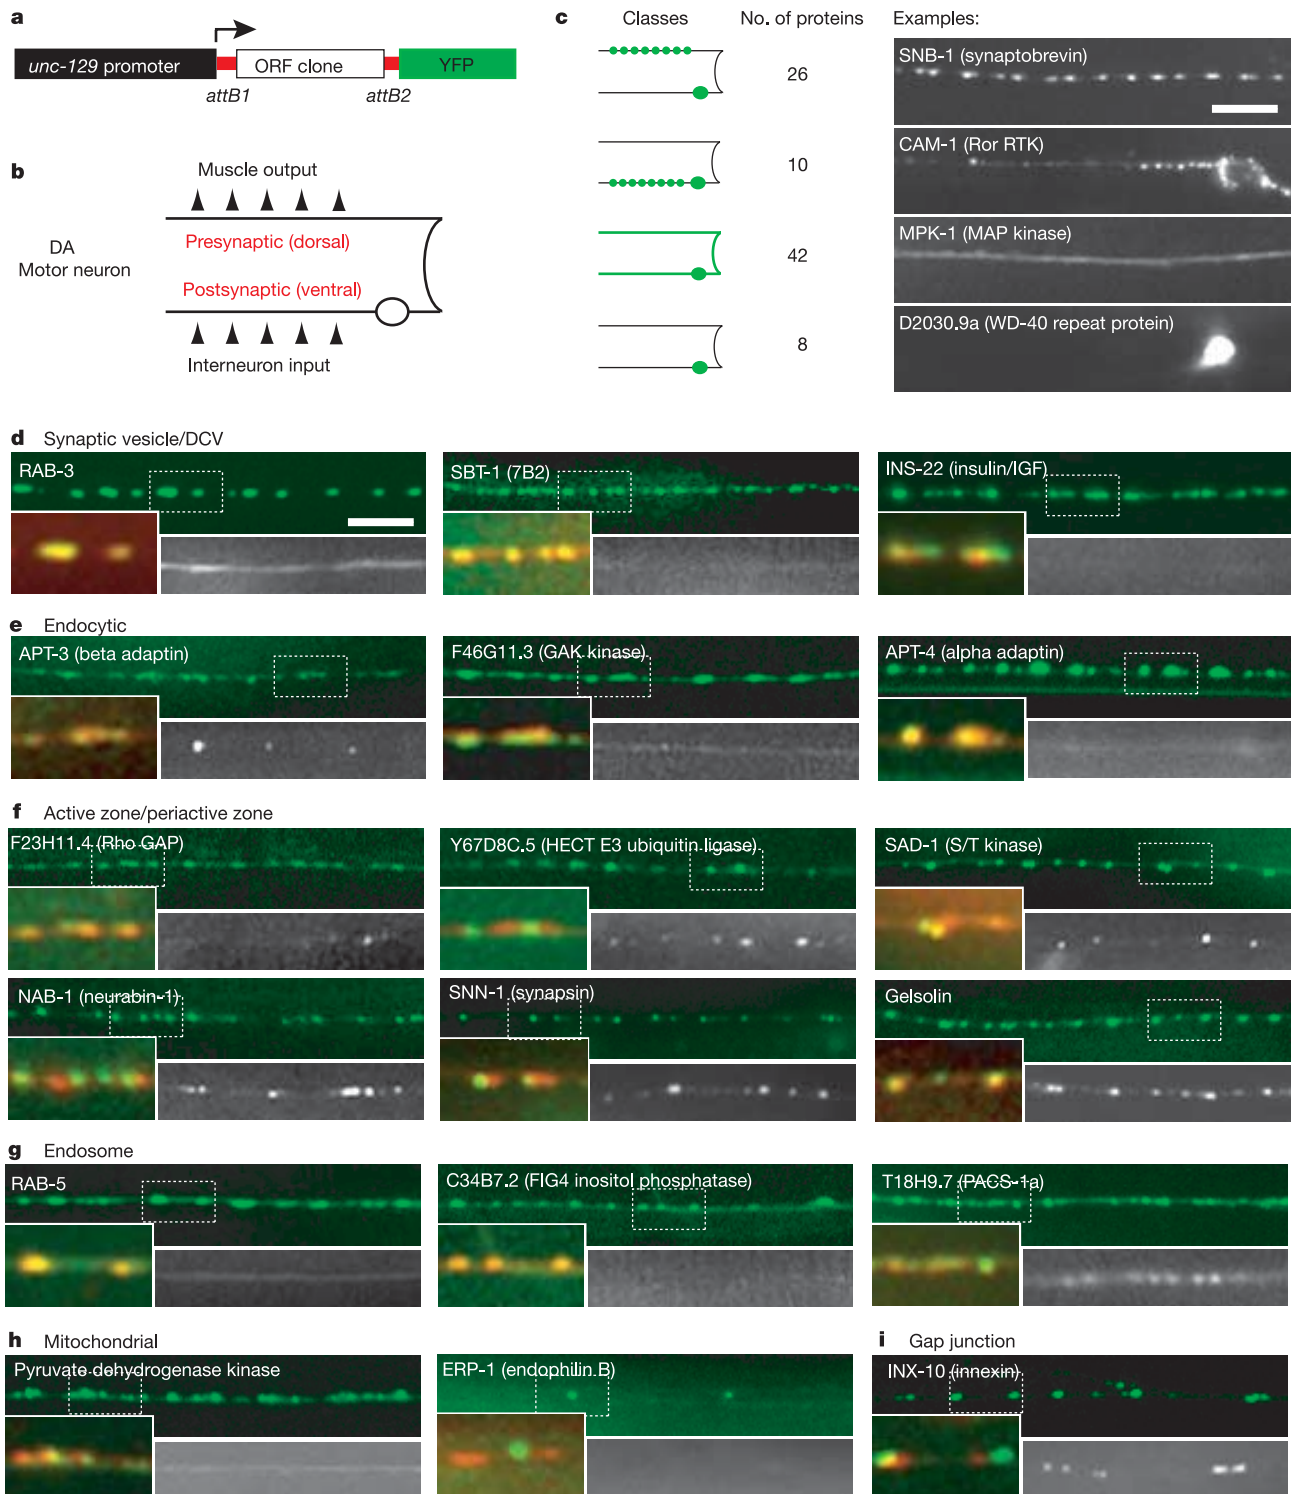 a
unc-129 promoter
ORF clone
YFP
attB1
attB2
b
Muscle output
Presynaptic (dorsal)
DA
Motor neuron
Postsynaptic (ventral)
Interneuron input
c
Classes
No. of proteins
Examples:
26
10
42
8
SNB-1 (synaptobrevin)
CAM-1 (Ror RTK)
MPK-1 (MAP kinase)
D2030.9a (WD-40 repeat protein)
d Synaptic vesicle/DCV
RAB-3
SBT-1 (7B2)
INS-22 (insulin/IGF)
e Endocytic
APT-3 (beta adaptin)
F46G11.3 (GAK kinase)
APT-4 (alpha adaptin)
f Active zone/periactive zone
F23H11.4 (Rho GAP)
Y67D8C.5 (HECT E3 ubiquitin ligase)
SAD-1 (S/T kinase)
NAB-1 (neurabin-1)
SNN-1 (synapsin)
Gelsolin
g Endosome
RAB-5
C34B7.2 (FIG4 inositol phosphatase)
T18H9.7 (PACS-1a)
h Mitochondrial
Pyruvate dehydrogenase kinase
ERP-1 (endophilin B)
i Gap junction
INX-10 (innexin)